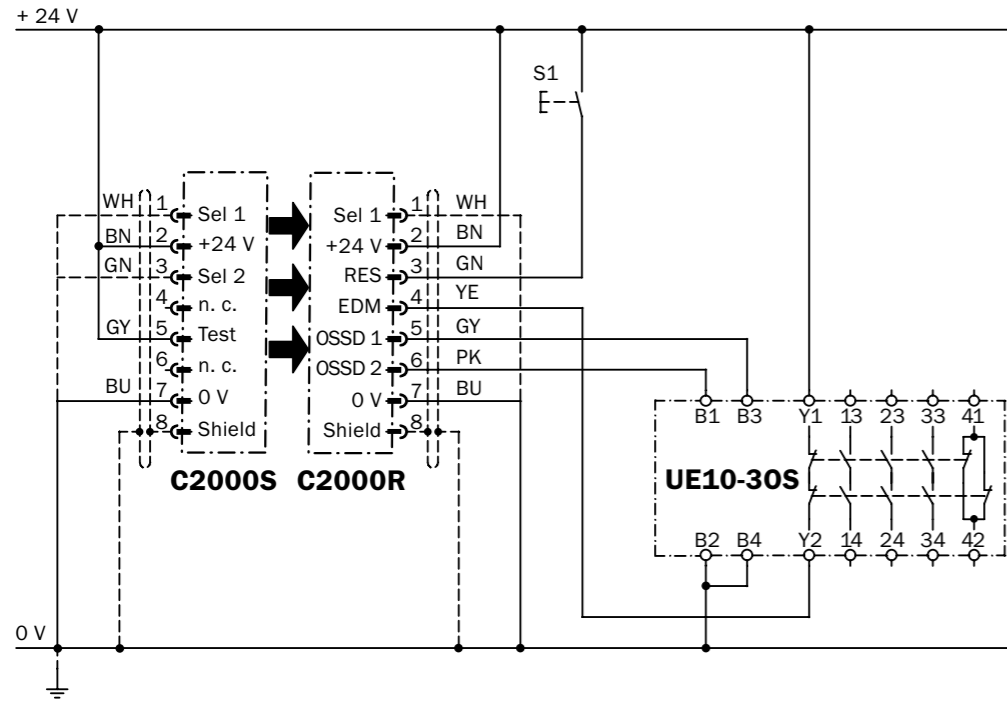 + 24 V
S1
WH 1 Sel 1
BN 2 +24 V
GN 3 Sel 2
4 n. c.
GY 5 Test
6 n. c.
BU 7 0 V
8 Shield
C2000S
Sel 1 1 WH
+24 V 2 BN
RES 3 GN
EDM 4 YE
OSSD 1 5 GY
OSSD 2 6 PK
0 V 7 BU
Shield 8
C2000R
B1 B3 Y1 13 23 33 41
UE10-3OS
B2 B4 Y2 14 24 34 42
0 V